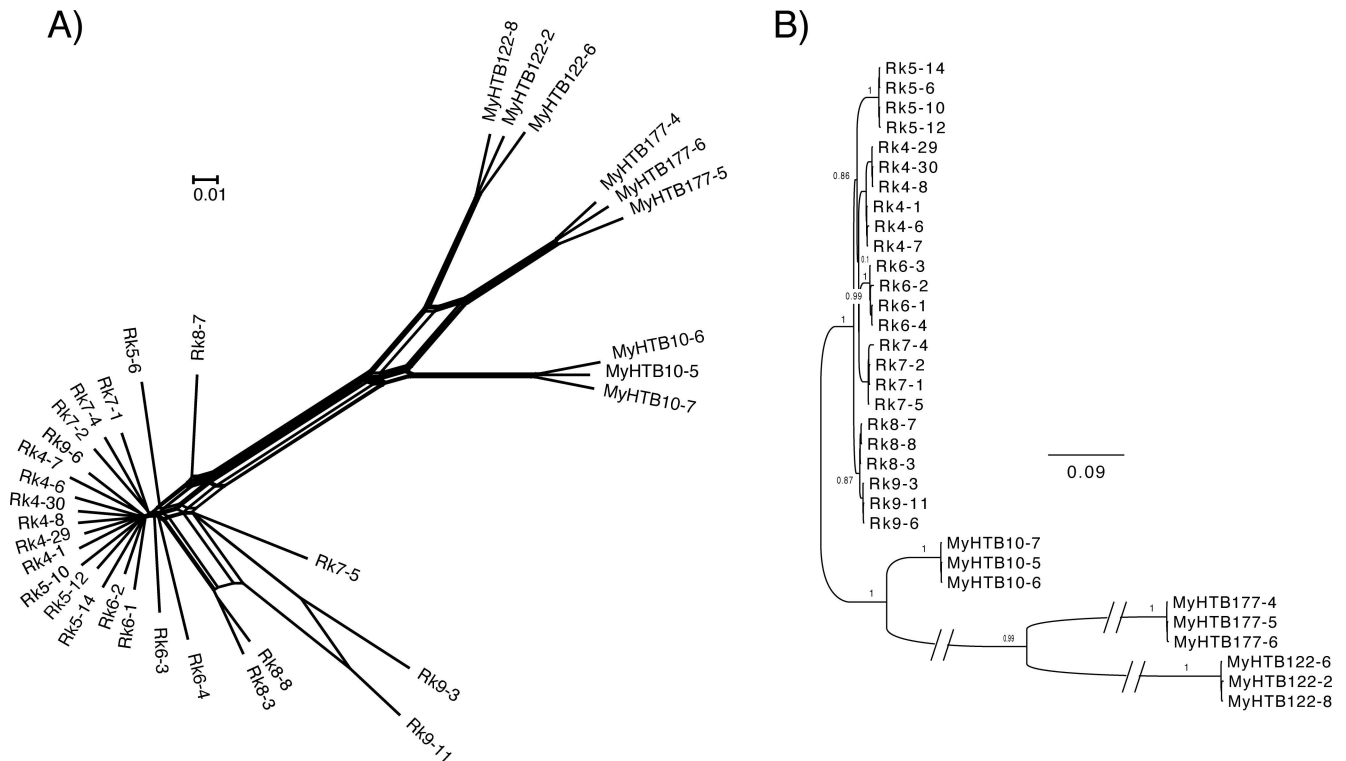 A)
MyHTB122-8
MyHTB122-2
MyHTB122-6
MyHTB177-4
MyHTB177-6
MyHTB177-5
0.01
MyHTB10-6
MyHTB10-5
MyHTB10-7
Rk8-7
Rk5-6
Rk7-1
Rk7-4
Rk7-2
Rk9-6
Rk4-7
Rk4-6
Rk4-30
Rk4-8
Rk4-29
Rk4-1
Rk5-10
Rk5-12
Rk5-14
Rk6-2
Rk6-1
Rk6-3
Rk6-4
Rk8-8
Rk8-3
Rk9-11
Rk9-3
Rk7-5
B)
Rk5-14
1
Rk5-6
Rk5-10
Rk5-12
Rk4-29
Rk4-30
0.86
Rk4-8
Rk4-1
Rk4-6
Rk4-7
0.1
Rk6-3
1
Rk6-2
0.99
Rk6-1
1
Rk6-4
Rk7-4
Rk7-2
Rk7-1
Rk7-5
Rk8-7
Rk8-8
Rk8-3
0.87
Rk9-3
Rk9-11
Rk9-6
0.09
1
MyHTB10-7
MyHTB10-5
MyHTB10-6
1
0.99
1
MyHTB177-4
MyHTB177-5
MyHTB177-6
1
MyHTB122-6
MyHTB122-2
MyHTB122-8